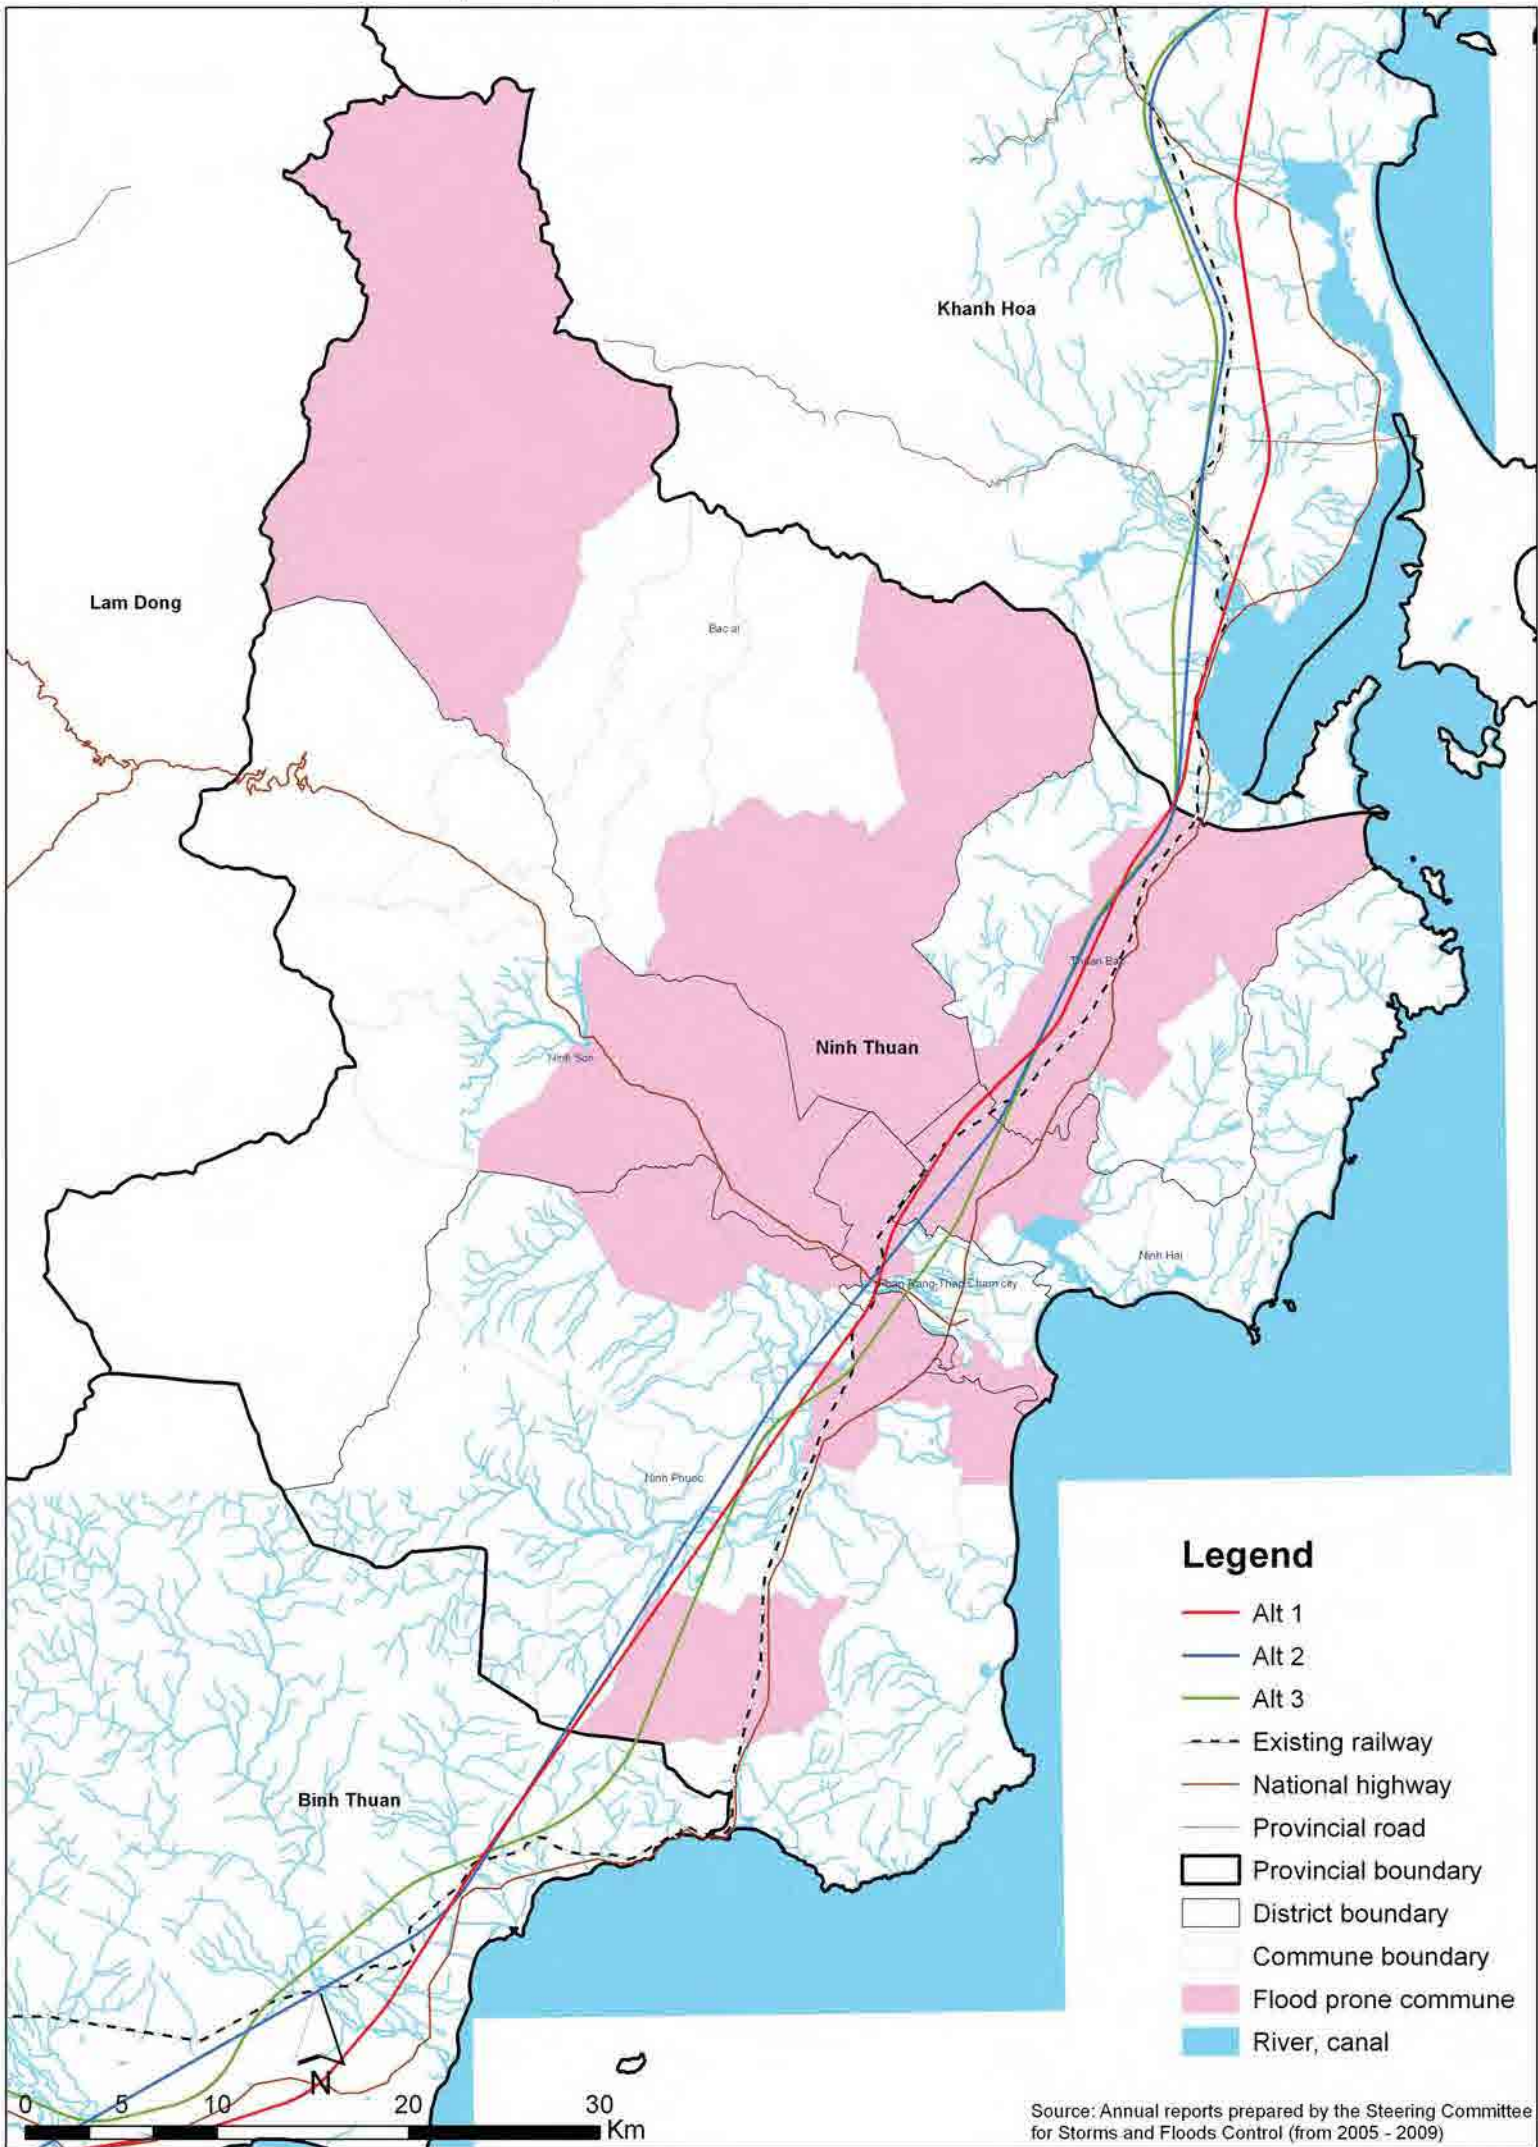 Khanh Hoa
Lam Dong
Bac ai
Thuan Bac
Ninh Thuan
Ninh Son
Ninh Hai
Phan Rang-Thap Cham city
Ninh Phuoc
Binh Thuan
Legend
Alt 1
Alt 2
Alt 3
Existing railway
National highway
Provincial road
Provincial boundary
District boundary
Commune boundary
Flood prone commune
River, canal
N
0 5 10 20 30
Km
Source: Annual reports prepared by the Steering Committee
for Storms and Floods Control (from 2005 - 2009)